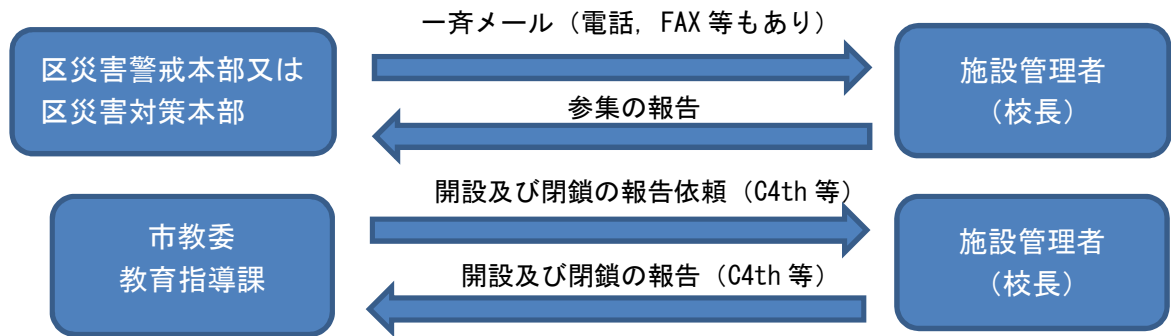 一斉メール（電話，FAX 等もあり）
区災害警戒本部又は
区災害対策本部
施設管理者
（校長）
参集の報告
開設及び閉鎖の報告依頼（C4th 等）
市教委
教育指導課
施設管理者
（校長）
開設及び閉鎖の報告（C4th 等）